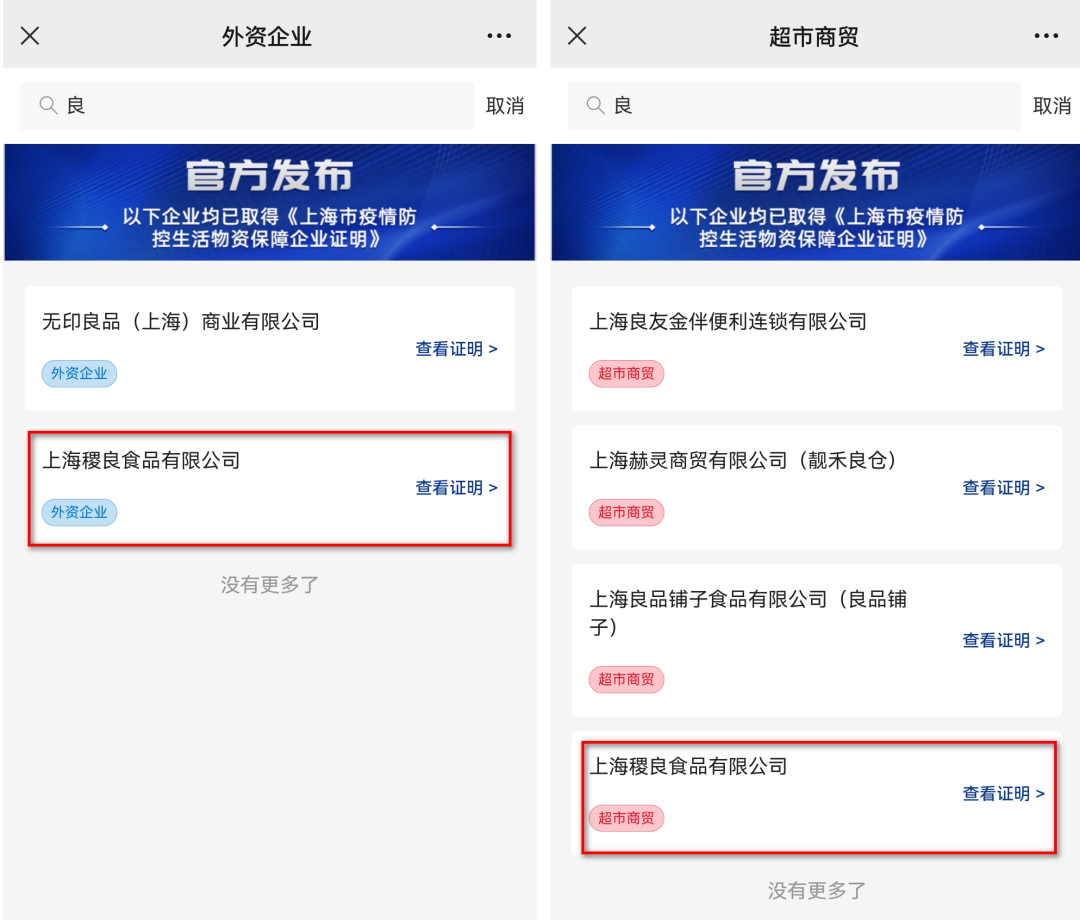 外资企业
良
取消
官方发布
以下企业均已取得《上海市疫情防
控生活物资保障企业证明》
无印良品（上海）商业有限公司
查看证明 >
外资企业
上海稷良食品有限公司
查看证明 >
外资企业
没有更多了
超市商贸
良
取消
官方发布
以下企业均已取得《上海市疫情防
控生活物资保障企业证明》
上海良友金伴便利连锁有限公司
查看证明 >
超市商贸
上海赫灵商贸有限公司（靓禾良仓）
查看证明 >
超市商贸
上海良品铺子食品有限公司（良品铺
子）
查看证明 >
超市商贸
上海稷良食品有限公司
查看证明 >
超市商贸
没有更多了